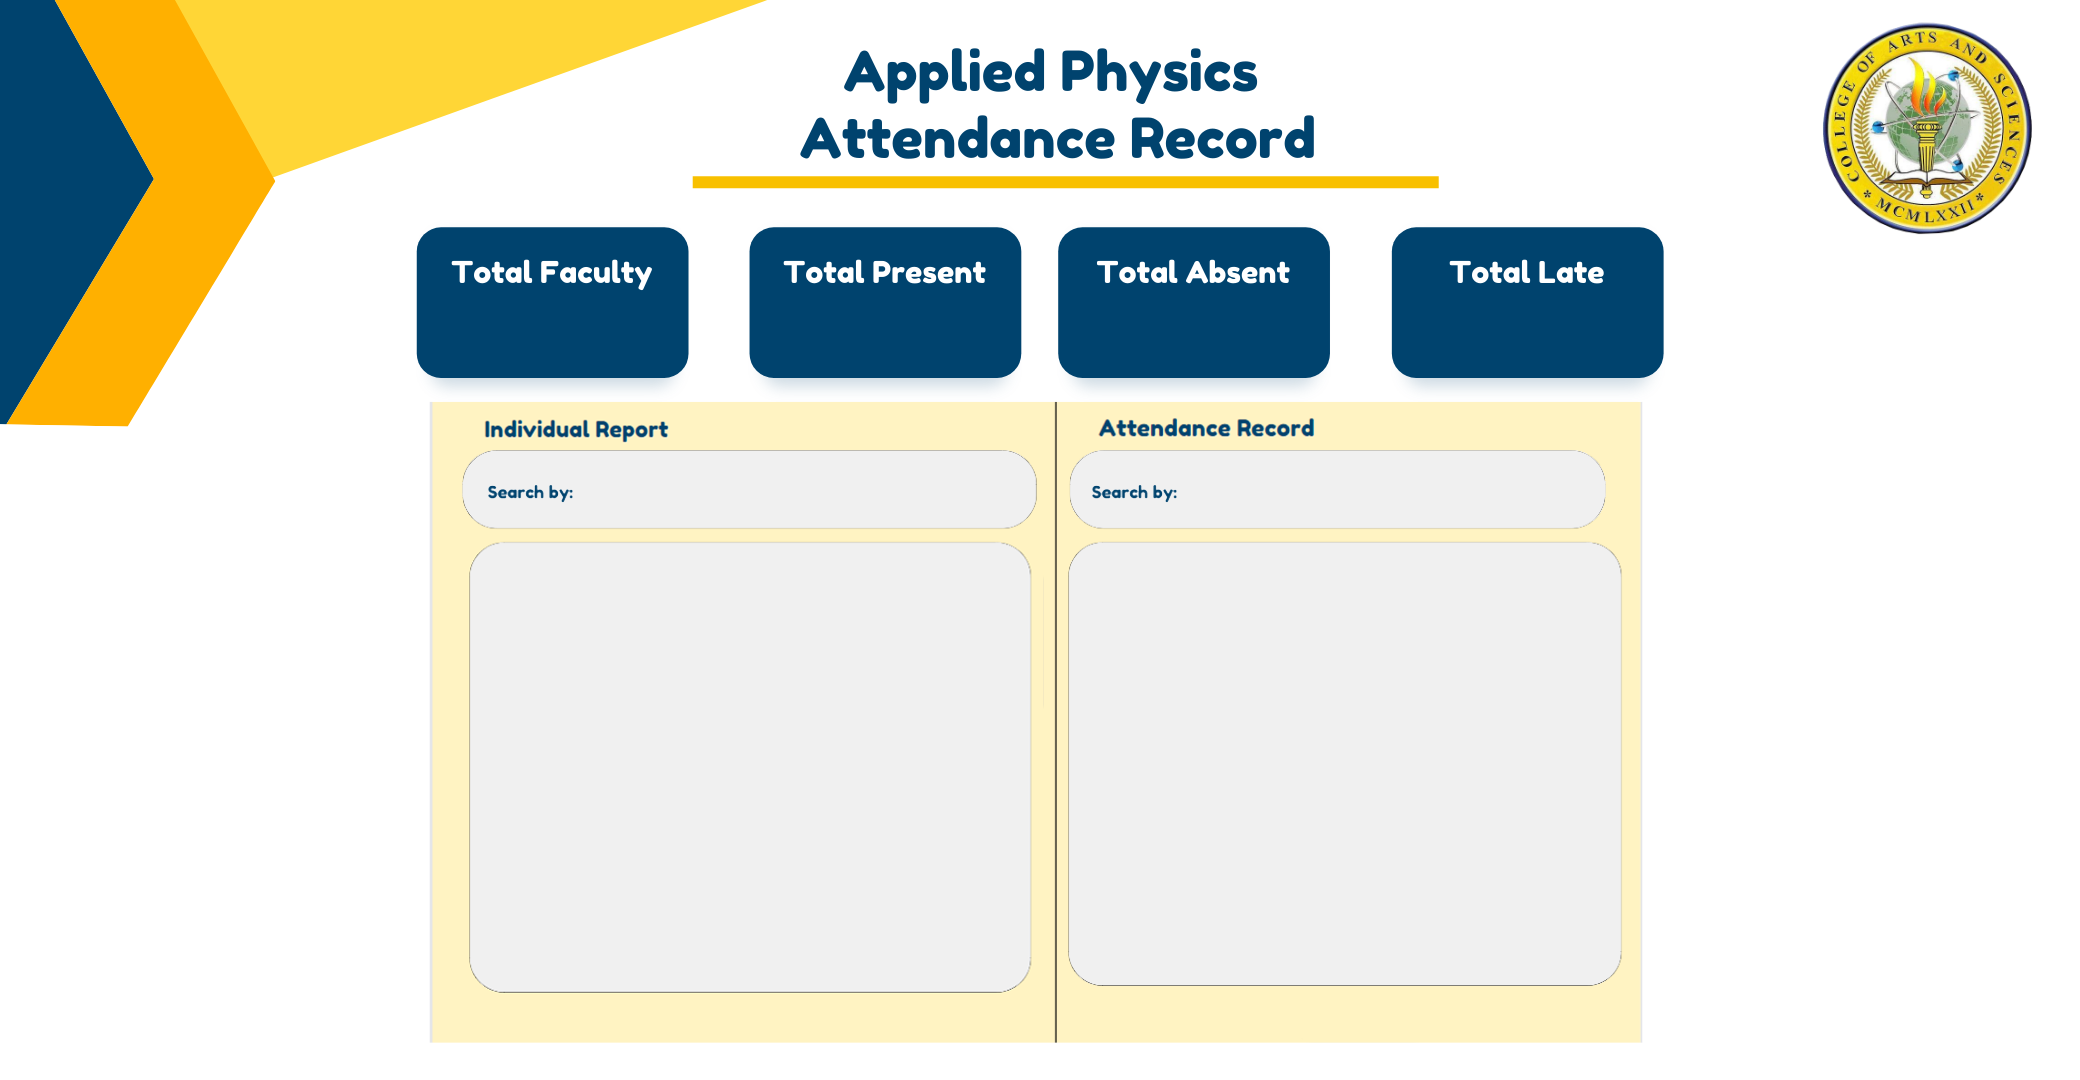 Applied Physics
Attendance Record
COLLEGE OF ARTS AND SCIENCES
* MCMLXXII *
Total Faculty
Total Present
Total Absent
Total Late
Individual Report
Attendance Record
Search by:
Search by: